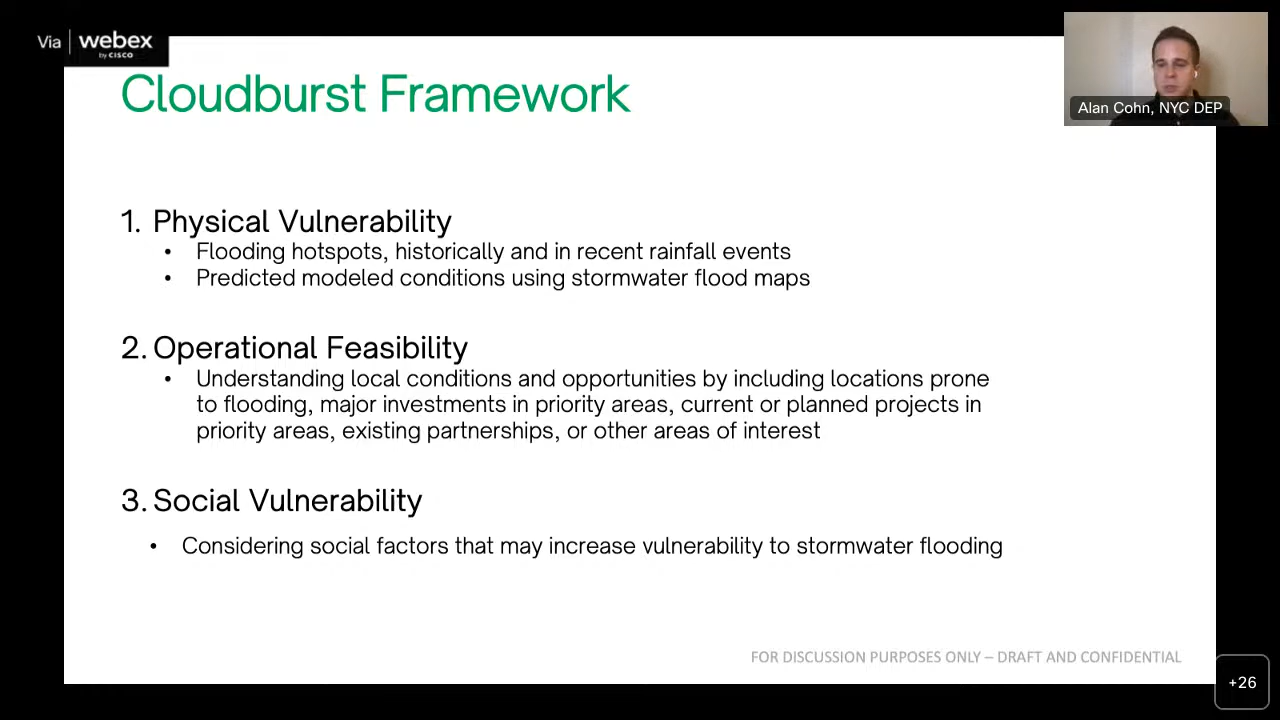 Via webex
by CISCO
Cloudburst Framework
Alan Cohn, NYC DEP
1. Physical Vulnerability
• Flooding hotspots, historically and in recent rainfall events
• Predicted modeled conditions using stormwater flood maps
2. Operational Feasibility
• Understanding local conditions and opportunities by including locations prone
to flooding, major investments in priority areas, current or planned projects in
priority areas, existing partnerships, or other areas of interest
3. Social Vulnerability
• Considering social factors that may increase vulnerability to stormwater flooding
FOR DISCUSSION PURPOSES ONLY – DRAFT AND CONFIDENTIAL
+26